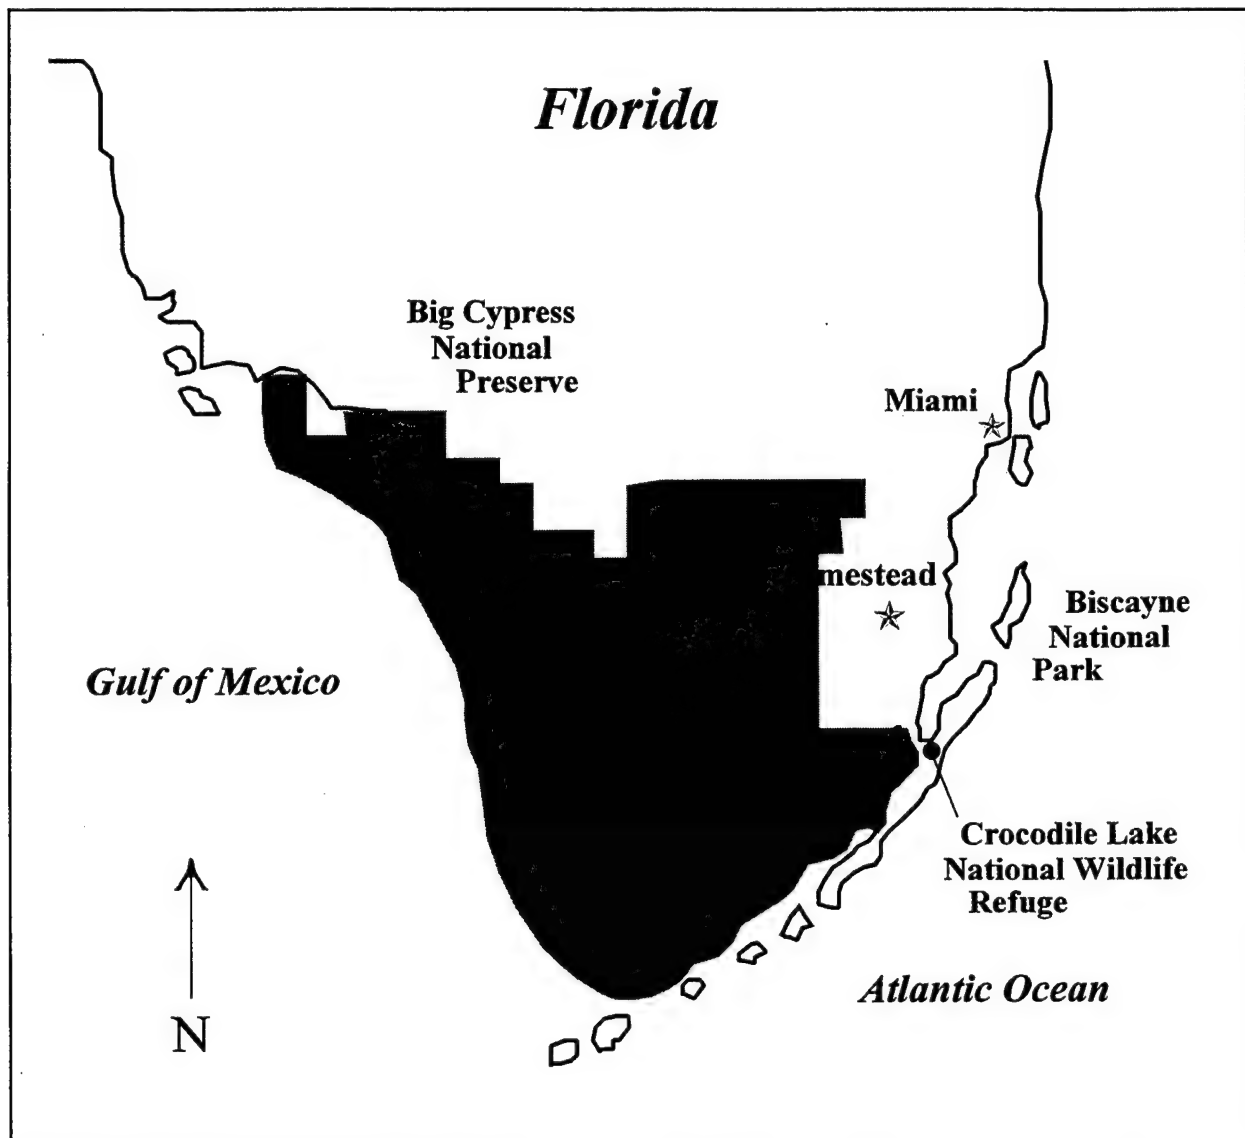 Florida
Big Cypress
National
Preserve
Miami
mestead
Biscayne
National
Park
Gulf of Mexico
Crocodile Lake
National Wildlife
Refuge
Atlantic Ocean
N